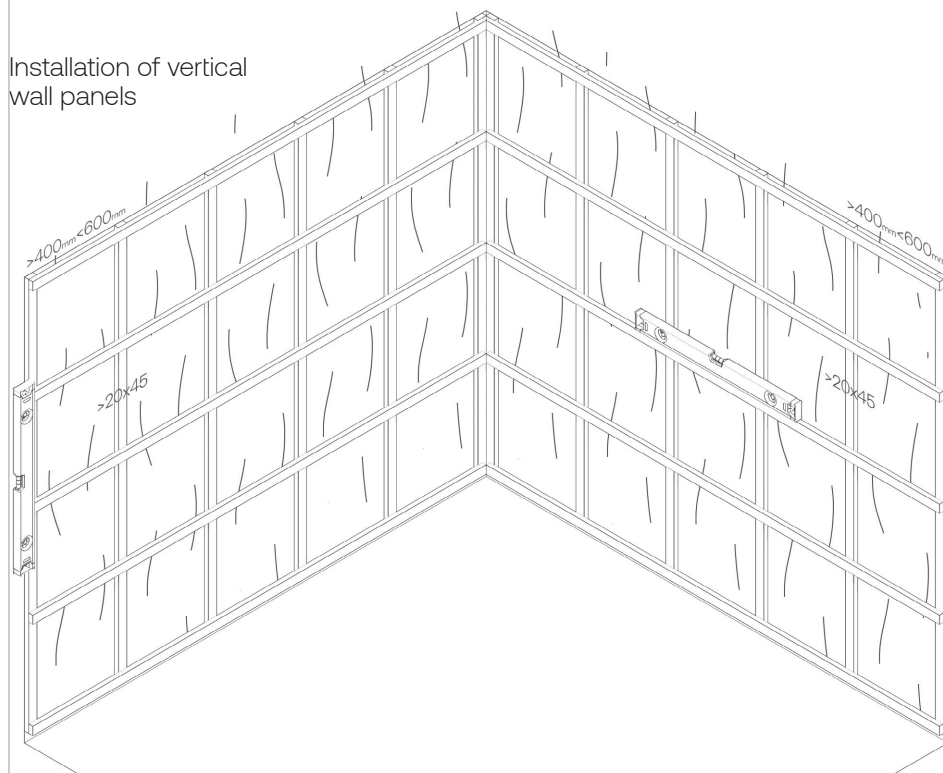 Installation of vertical
wall panels
>400mm<600mm
>400mm<600mm
>20x45
>20x45